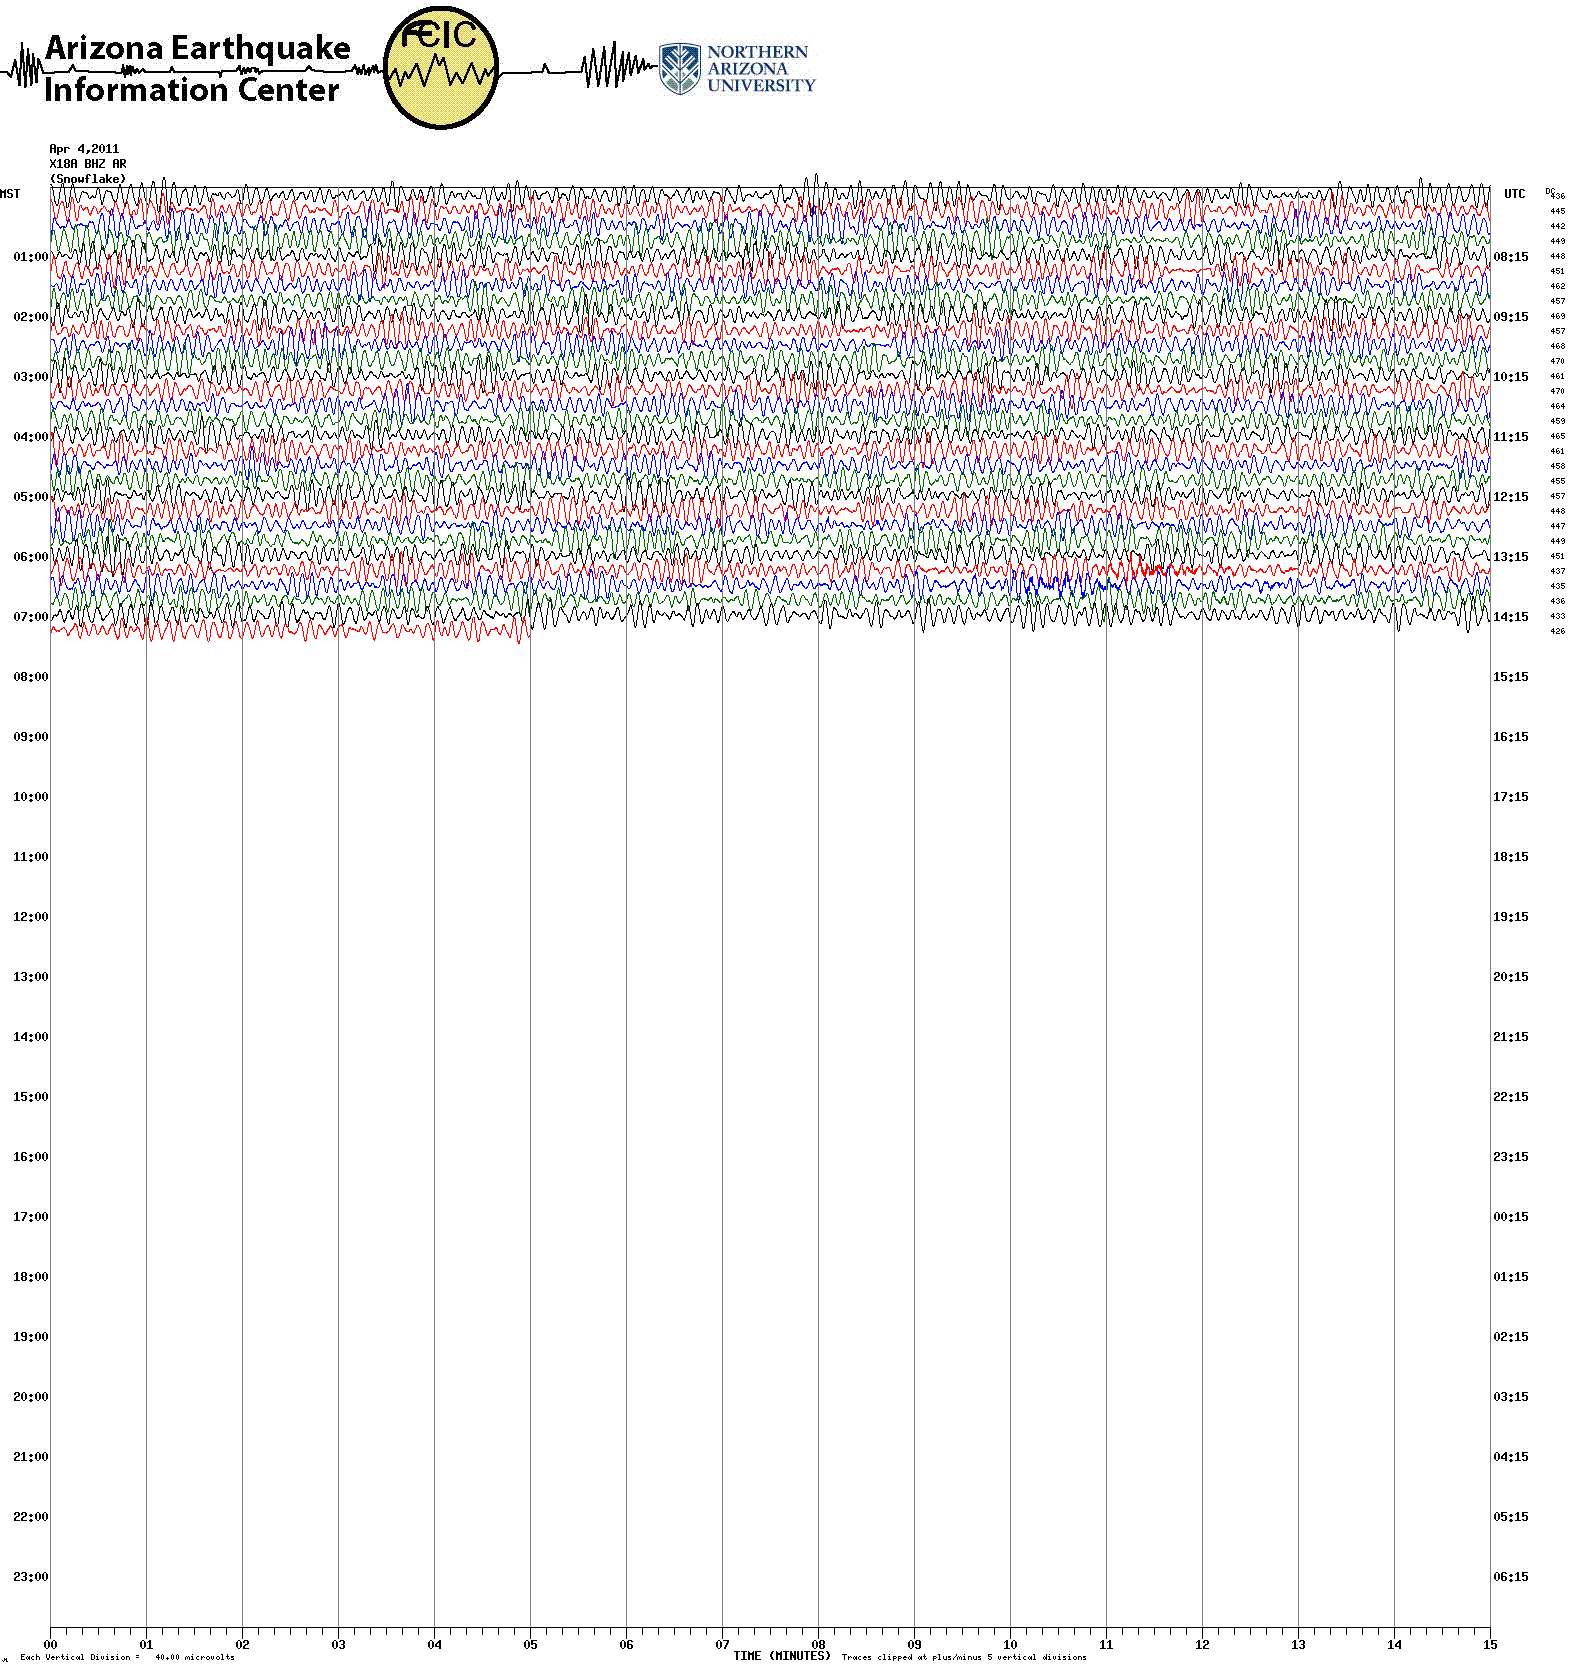 Arizona Earthquake
Information Center
ÆIC
NORTHERN
ARIZONA
UNIVERSITY
Apr 4,2011
X18A BHZ AR
(Snowflake)
MST UTC DC
436
445
442
449
01:00 08:15 448
451
462
457
02:00 09:15 469
457
468
470
03:00 10:15 461
470
464
459
04:00 11:15 465
461
458
455
05:00 12:15 457
448
447
449
06:00 13:15 451
437
435
436
07:00 14:15 433
426
08:00 15:15
09:00 16:15
10:00 17:15
11:00 18:15
12:00 19:15
13:00 20:15
14:00 21:15
15:00 22:15
16:00 23:15
17:00 00:15
18:00 01:15
19:00 02:15
20:00 03:15
21:00 04:15
22:00 05:15
23:00 06:15
00 01 02 03 04 05 06 07 08 09 10 11 12 13 14 15
TIME (MINUTES)
Each Vertical Division = 40.00 microvolts
Traces clipped at plus/minus 5 vertical divisions